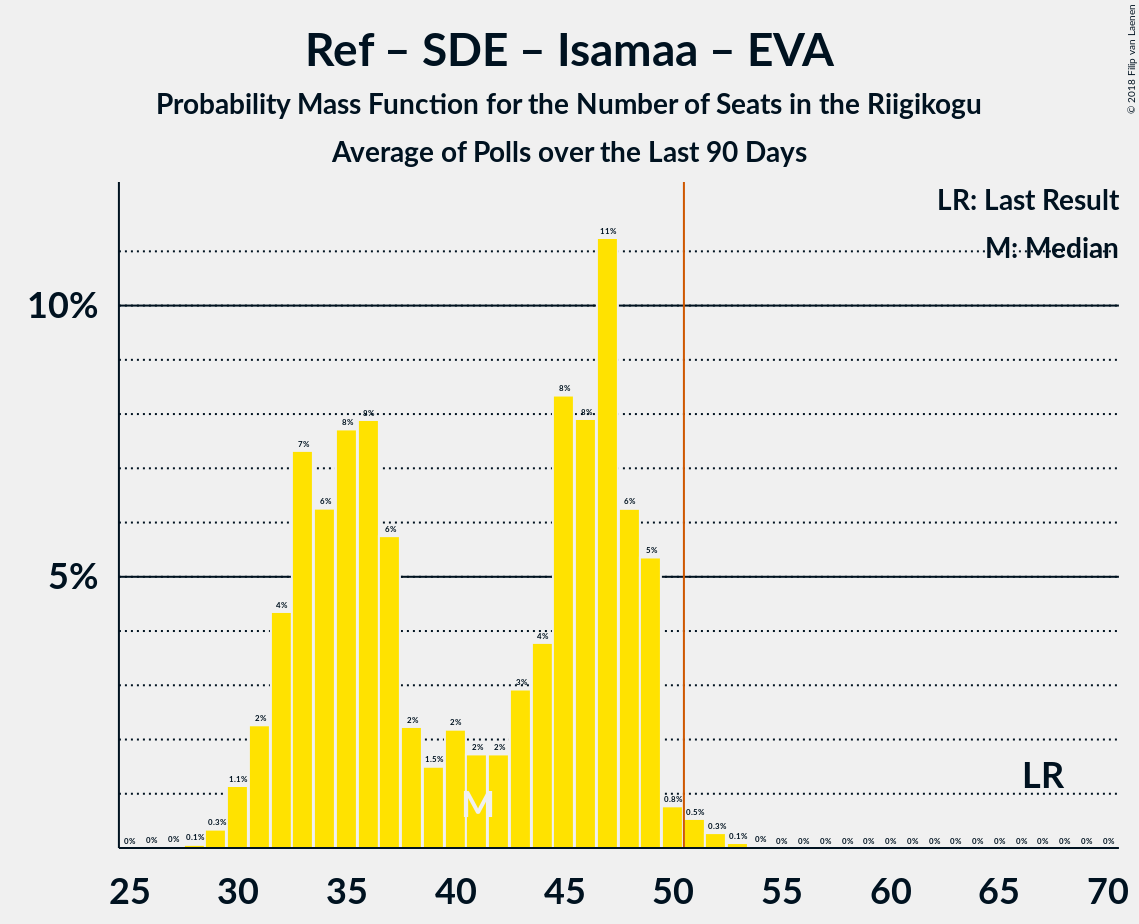 Ref – SDE – Isamaa – EVA
Probability Mass Function for the Number of Seats in the Riigikogu
Average of Polls over the Last 90 Days
© 2018 Filip van Laenen
LR: Last Result
M: Median
10%
5%
0% 0% 0% 0.1% 0.3% 1.1% 2% 4% 7% 6% 8% 8% 6% 2% 1.5% 2% 2% 2% 3% 4% 8% 8% 11% 6% 5% 0.8% 0.5% 0.3% 0.1% 0% 0% 0% 0% 0% 0% 0% 0% 0% 0% 0% 0% 0% 0% 0% 0% 0%
M
LR
25 30 35 40 45 50 55 60 65 70